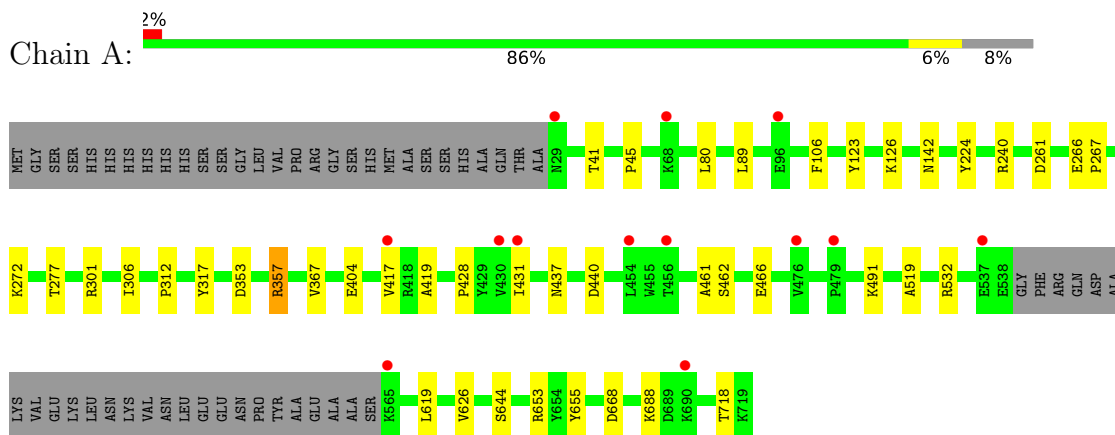 2%
Chain A:
86% 6% 8%
MET GLY SER SER HIS HIS HIS HIS HIS HIS HIS HIS HIS HIS SER SER GLY LEU VAL PRO ARG GLY SER HIS MET ALA SER SER HIS ALA GLN THR ALA N29 T41 P45 K68 L80 L89 E96 F106 Y123 K126 N142 Y224 R240 D261 E266 P267
K272 T277 R301 I306 P312 Y317 D353 R357 V367 E404 V417 R418 A419 P428 Y429 V430 I431 N437 D440 L454 W455 T456 A461 S462 E466 V476 P479 K491 A519 R532 E537 E538 GLY PHE ARG GLN ASP ALA
LYS VAL GLU LYS LEU ASN LYS VAL ASN LEU GLU GLU ASN PRO TYR ALA GLU ALA ALA SER K565 L619 V626 S644 R653 Y654 Y655 D668 K688 D689 K690 T718 K719